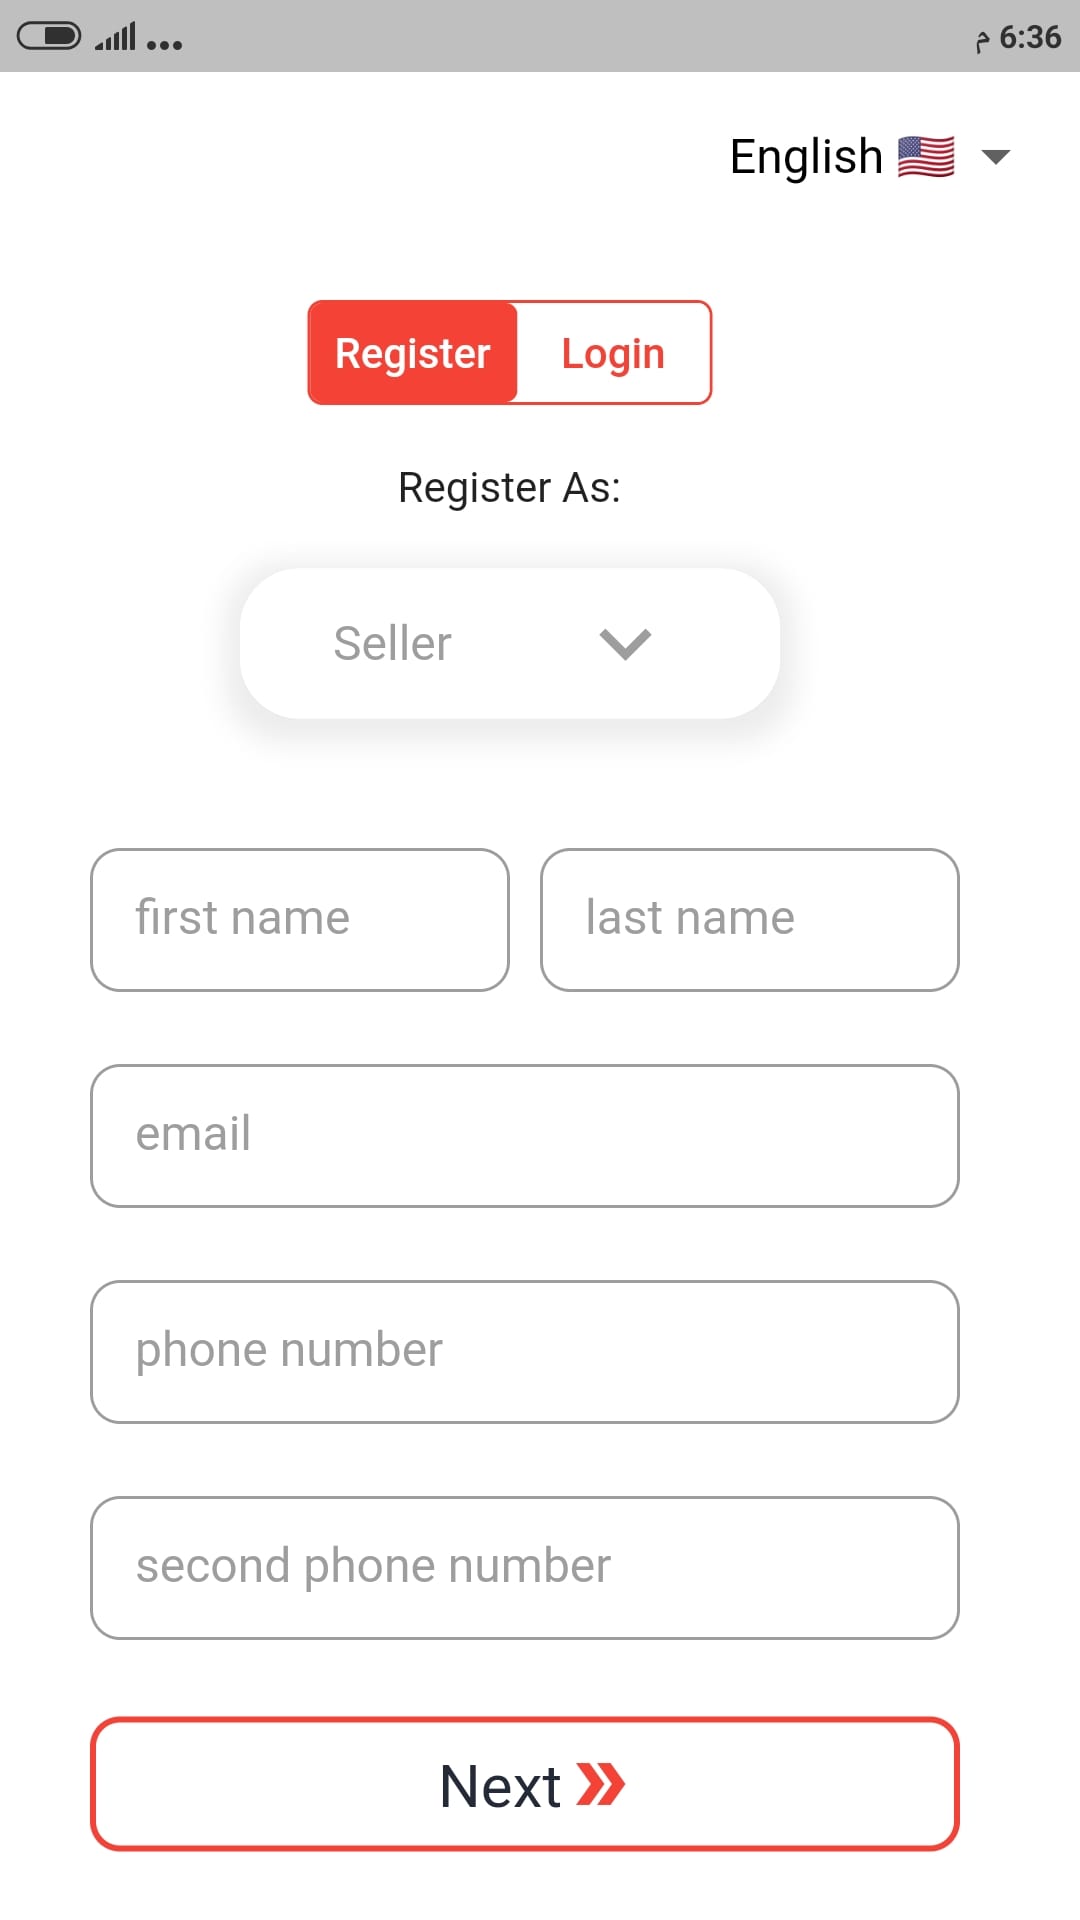 6:36 م
English 🇺🇸
Register Login
Register As:
Seller
first name last name
email
phone number
second phone number
Next